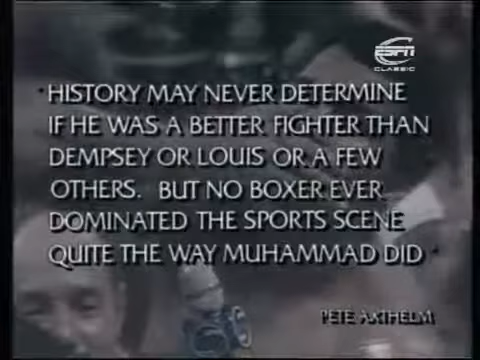 ESPN
CLASSIC
"HISTORY MAY NEVER DETERMINE
IF HE WAS A BETTER FIGHTER THAN
DEMPSEY OR LOUIS OR A FEW
OTHERS. BUT NO BOXER EVER
DOMINATED THE SPORTS SCENE
QUITE THE WAY MUHAMMAD DID"
PETE AXTHELM